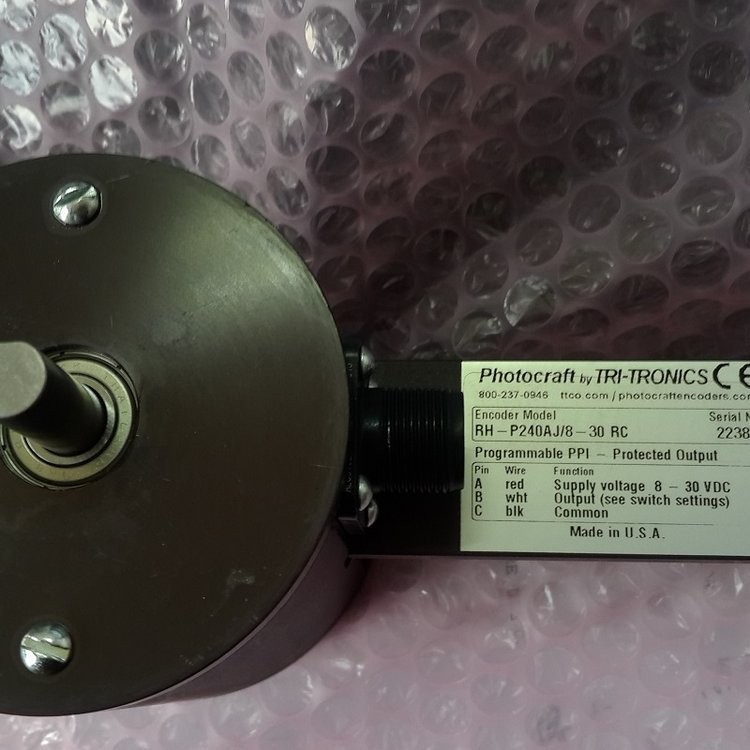 Photocraft by TRI-TRONICS CE
800-237-0946 ttco.com / photocraftencoders.com
Encoder Model Serial N
RH-P240AJ/8-30 RC 2238
Programmable PPI - Protected Output
Pin Wire Function
A red Supply voltage 8 - 30 VDC
B wht Output (see switch settings)
C blk Common
Made in U.S.A.